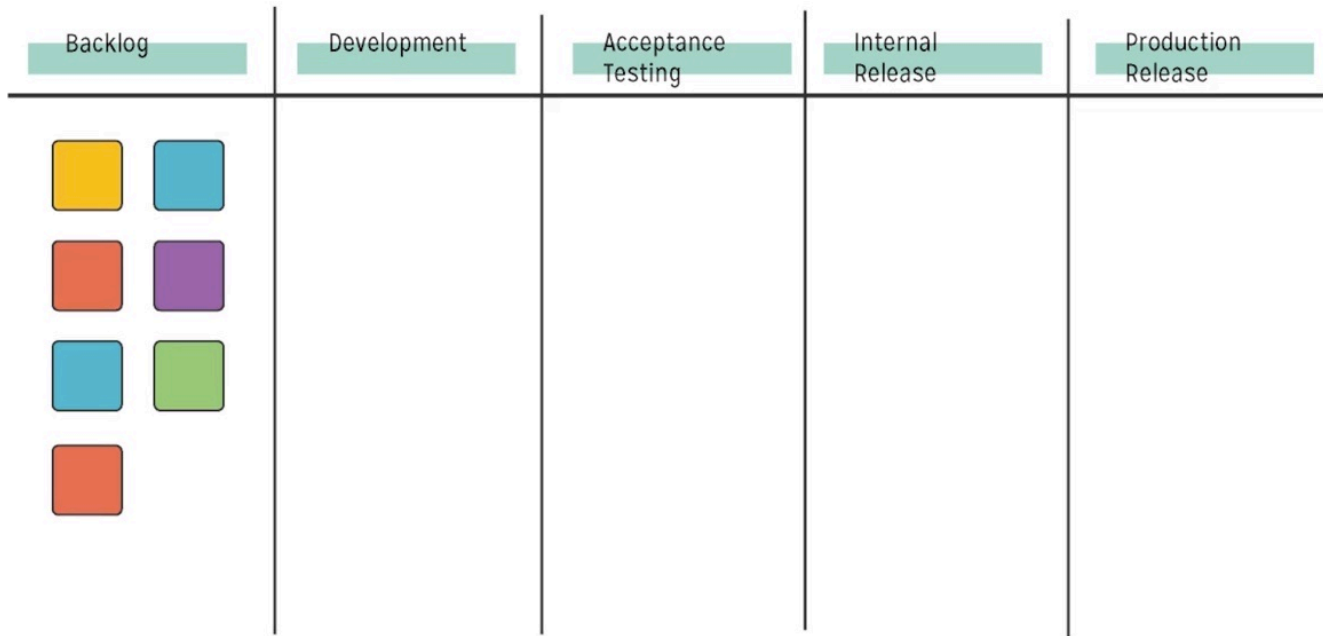 Backlog
Development
Acceptance
Testing
Internal
Release
Production
Release